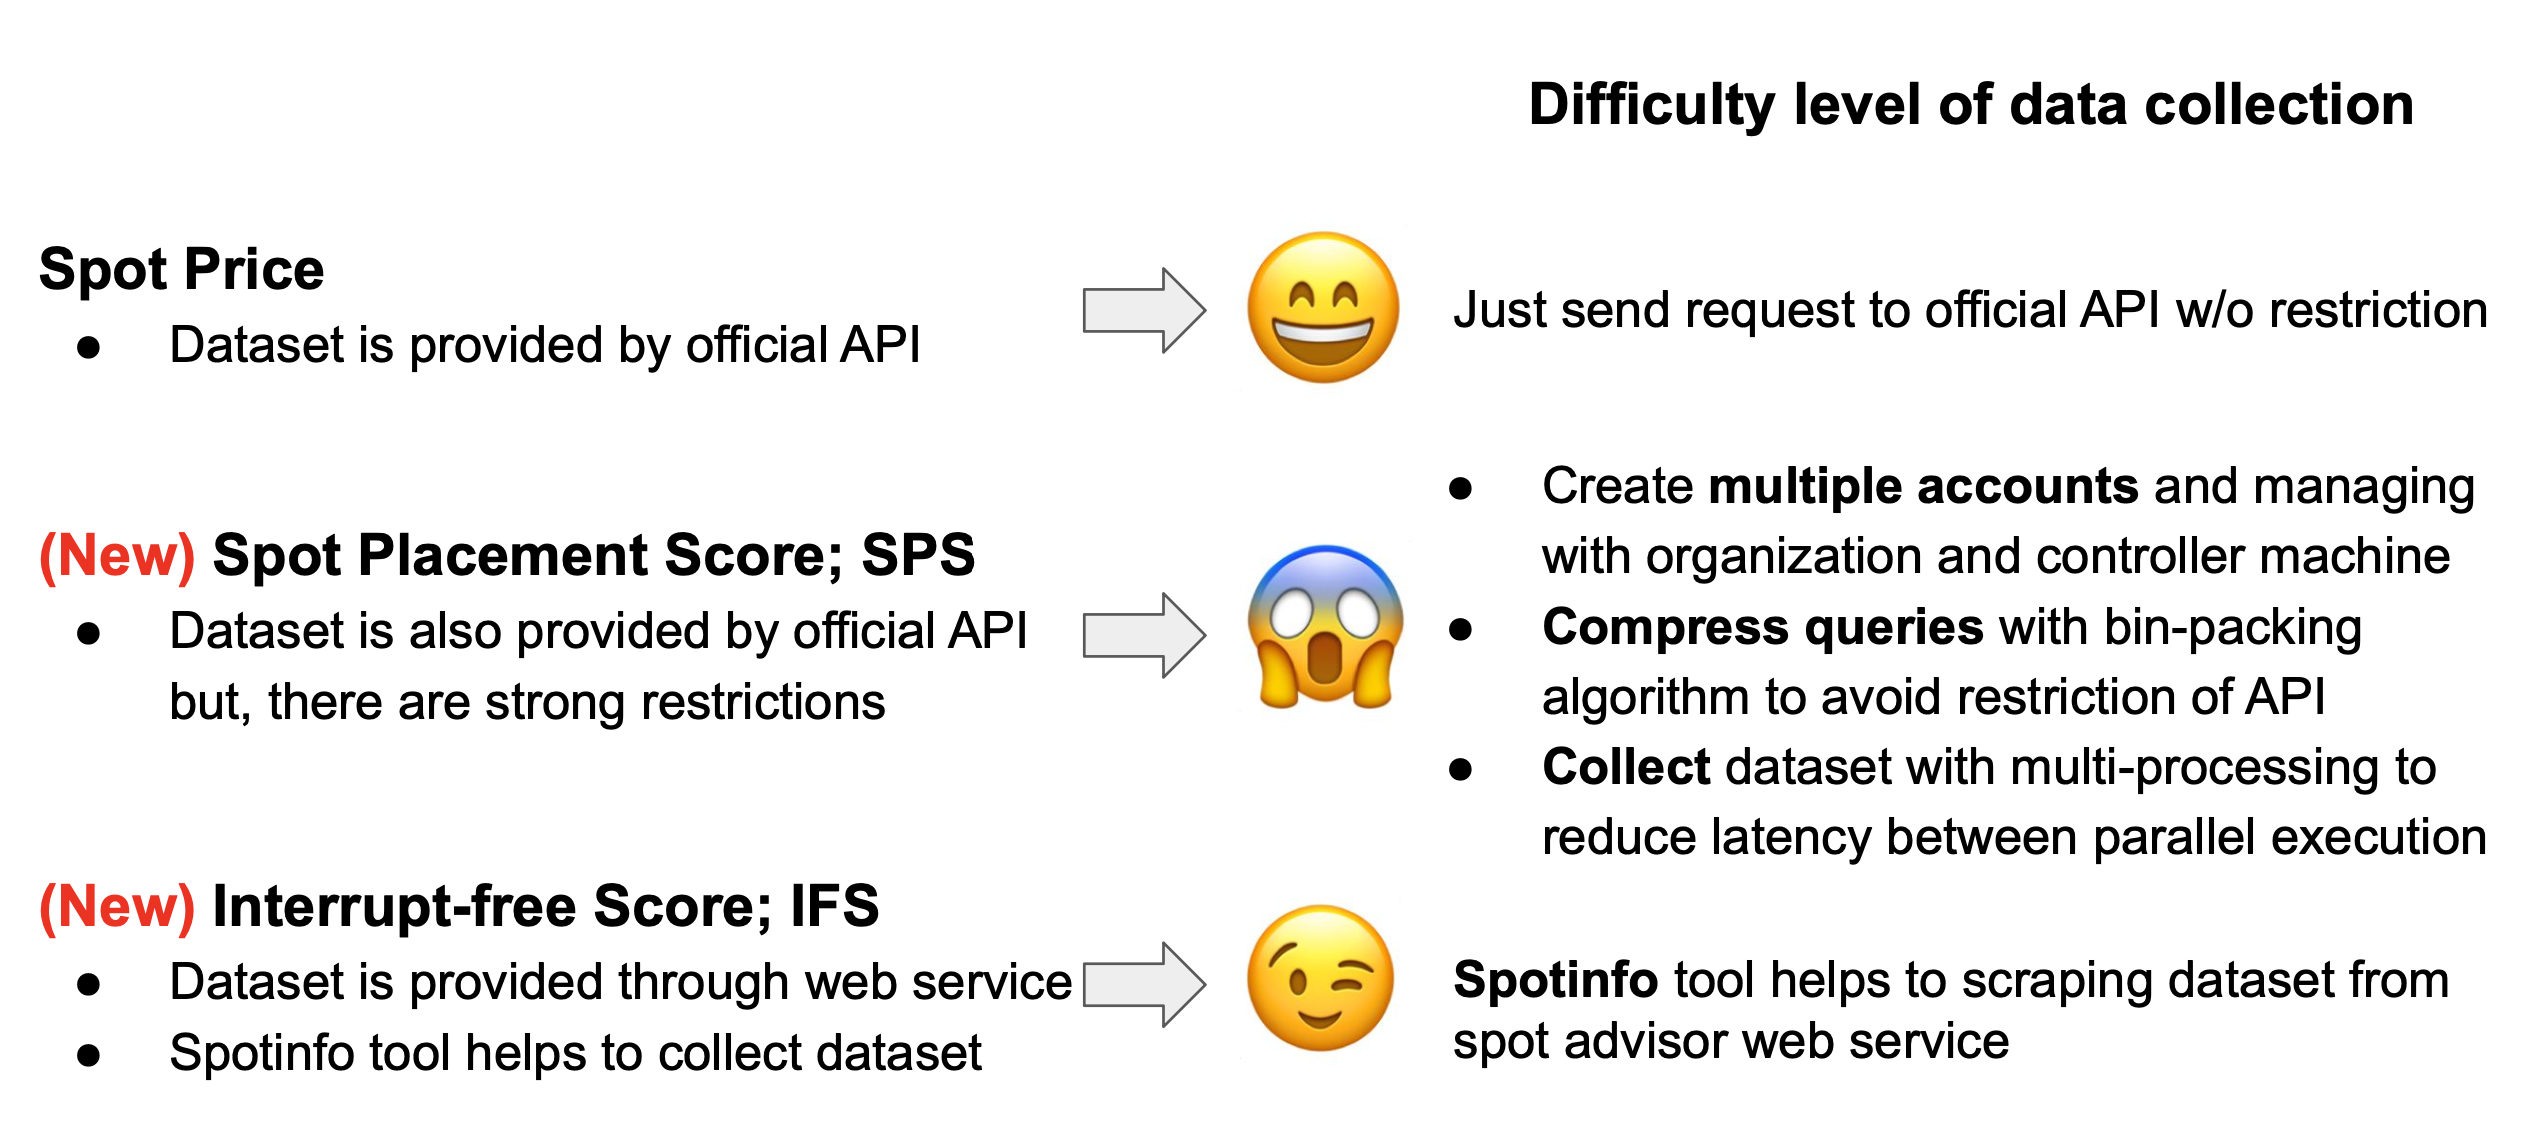 Difficulty level of data collection
Spot Price
● Dataset is provided by official API
Just send request to official API w/o restriction
(New) Spot Placement Score; SPS
● Dataset is also provided by official API
but, there are strong restrictions
● Create multiple accounts and managing
with organization and controller machine
● Compress queries with bin-packing
algorithm to avoid restriction of API
● Collect dataset with multi-processing to
reduce latency between parallel execution
(New) Interrupt-free Score; IFS
● Dataset is provided through web service
● Spotinfo tool helps to collect dataset
Spotinfo tool helps to scraping dataset from
spot advisor web service